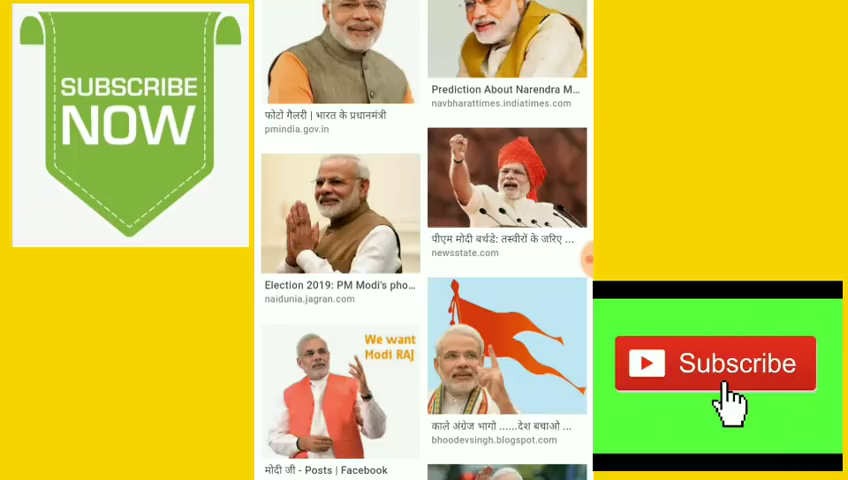 SUBSCRIBE
NOW
फोटो गैलरी | भारत के प्रधानमंत्री
pmindia.gov.in
Prediction About Narendra M...
navbharattimes.indiatimes.com
Election 2019: PM Modi's pho...
naidunia.jagran.com
पीएम मोदी बर्थडे: तस्वीरों के जरिए ...
newsstate.com
We want
Modi RAJ
मोदी जी - Posts | Facebook
काले अंग्रेज भागो ......देश बचाओ ...
bhoodevsingh.blogspot.com
Subscribe